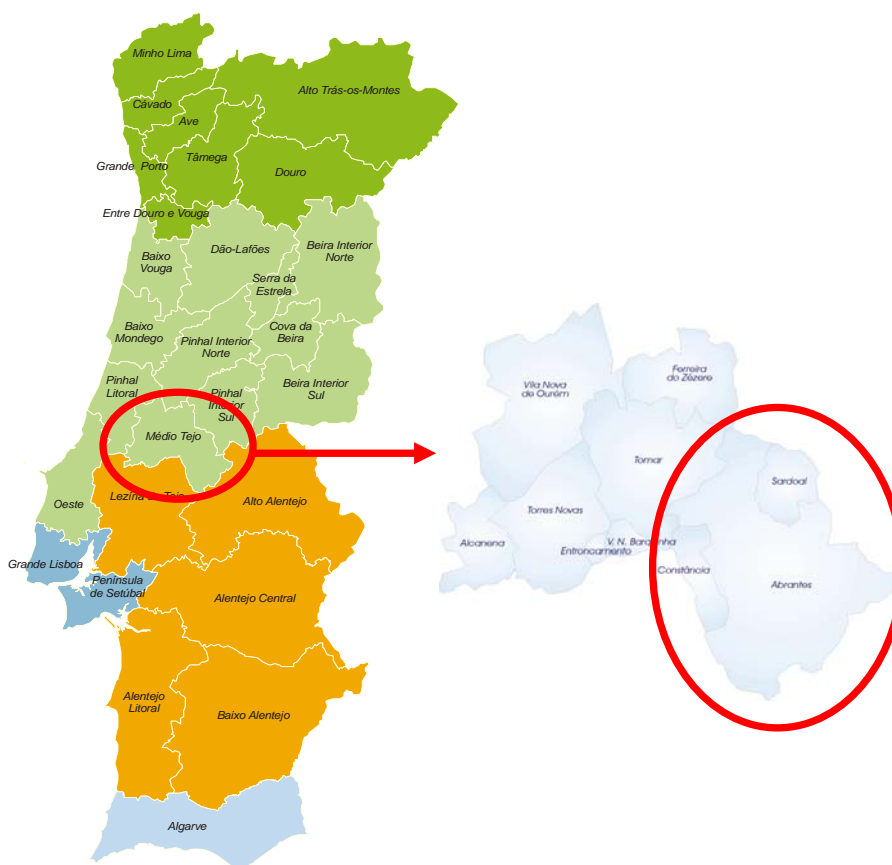 Minho Lima
Alto Trás-os-Montes
Cávado
Ave
Tâmega
Grande Porto
Douro
Entre Douro e Vouga
Dão-Lafões
Beira Interior
Norte
Baixo
Vouga
Serra da
Estrela
Baixo
Mondego
Cova da
Beira
Pinhal Interior
Norte
Pinhal
Litoral
Pinhal
Interior
Sul
Beira Interior
Sul
Médio Tejo
Oeste
Lezíria do Tejo
Alto Alentejo
Grande Lisboa
Península
de Setúbal
Alentejo Central
Alentejo
Litoral
Baixo Alentejo
Algarve
Vila Nova
de Ourém
Ferreira
do Zêzere
Tomar
Sardoal
Torres Novas
Alcanena
V. N. Barquinha
Entroncamento
Constância
Abrantes